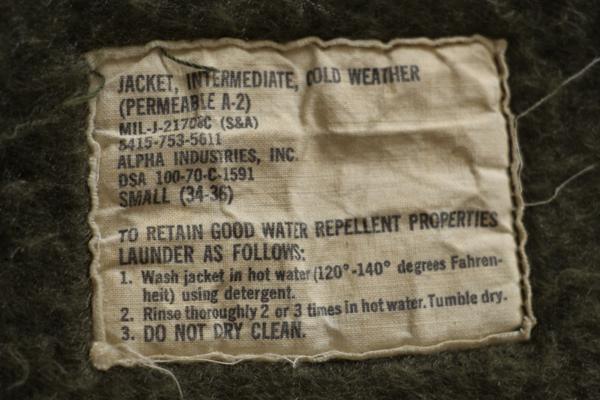 JACKET, INTERMEDIATE, COLD WEATHER
(PERMEABLE A-2)
MIL-J-21708C (S&A)
8415-753-5611
ALPHA INDUSTRIES, INC.
DSA 100-70-C-1591
SMALL (34-36)
TO RETAIN GOOD WATER REPELLENT PROPERTIES
LAUNDER AS FOLLOWS:
1. Wash jacket in hot water (120°-140° degrees Fahren-
heit) using detergent.
2. Rinse thoroughly 2 or 3 times in hot water. Tumble dry.
3. DO NOT DRY CLEAN.